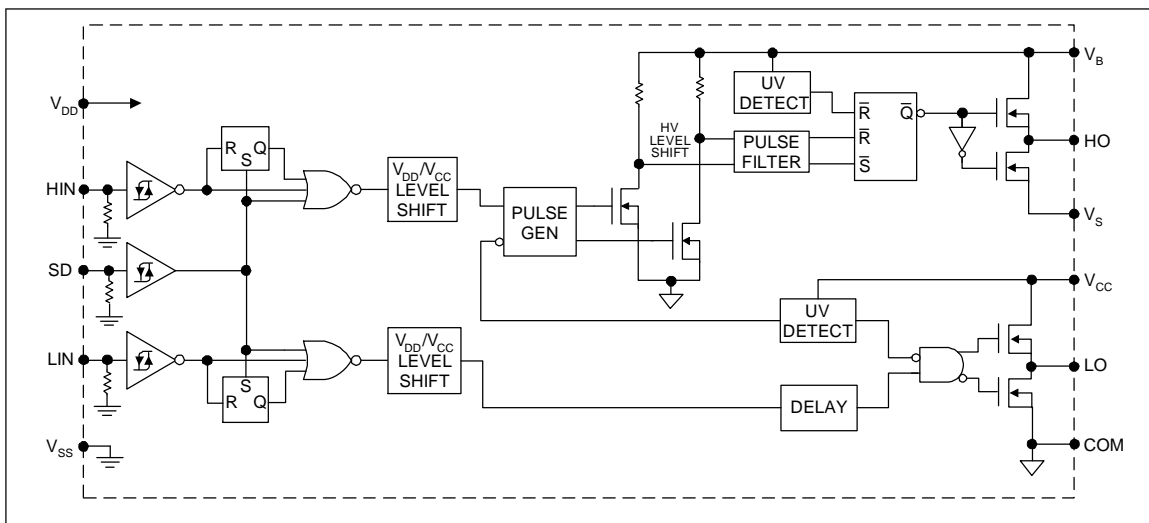 V_B
UV
DETECT
V_DD
R̅
Q̅
HV
LEVEL
SHIFT
R̅
PULSE
FILTER
S̅
HO
R
Q
S
V_DD/V_CC
LEVEL
SHIFT
HIN
PULSE
GEN
V_S
SD
V_CC
UV
DETECT
V_DD/V_CC
LEVEL
SHIFT
LIN
LO
S
R
Q
DELAY
V_SS
COM